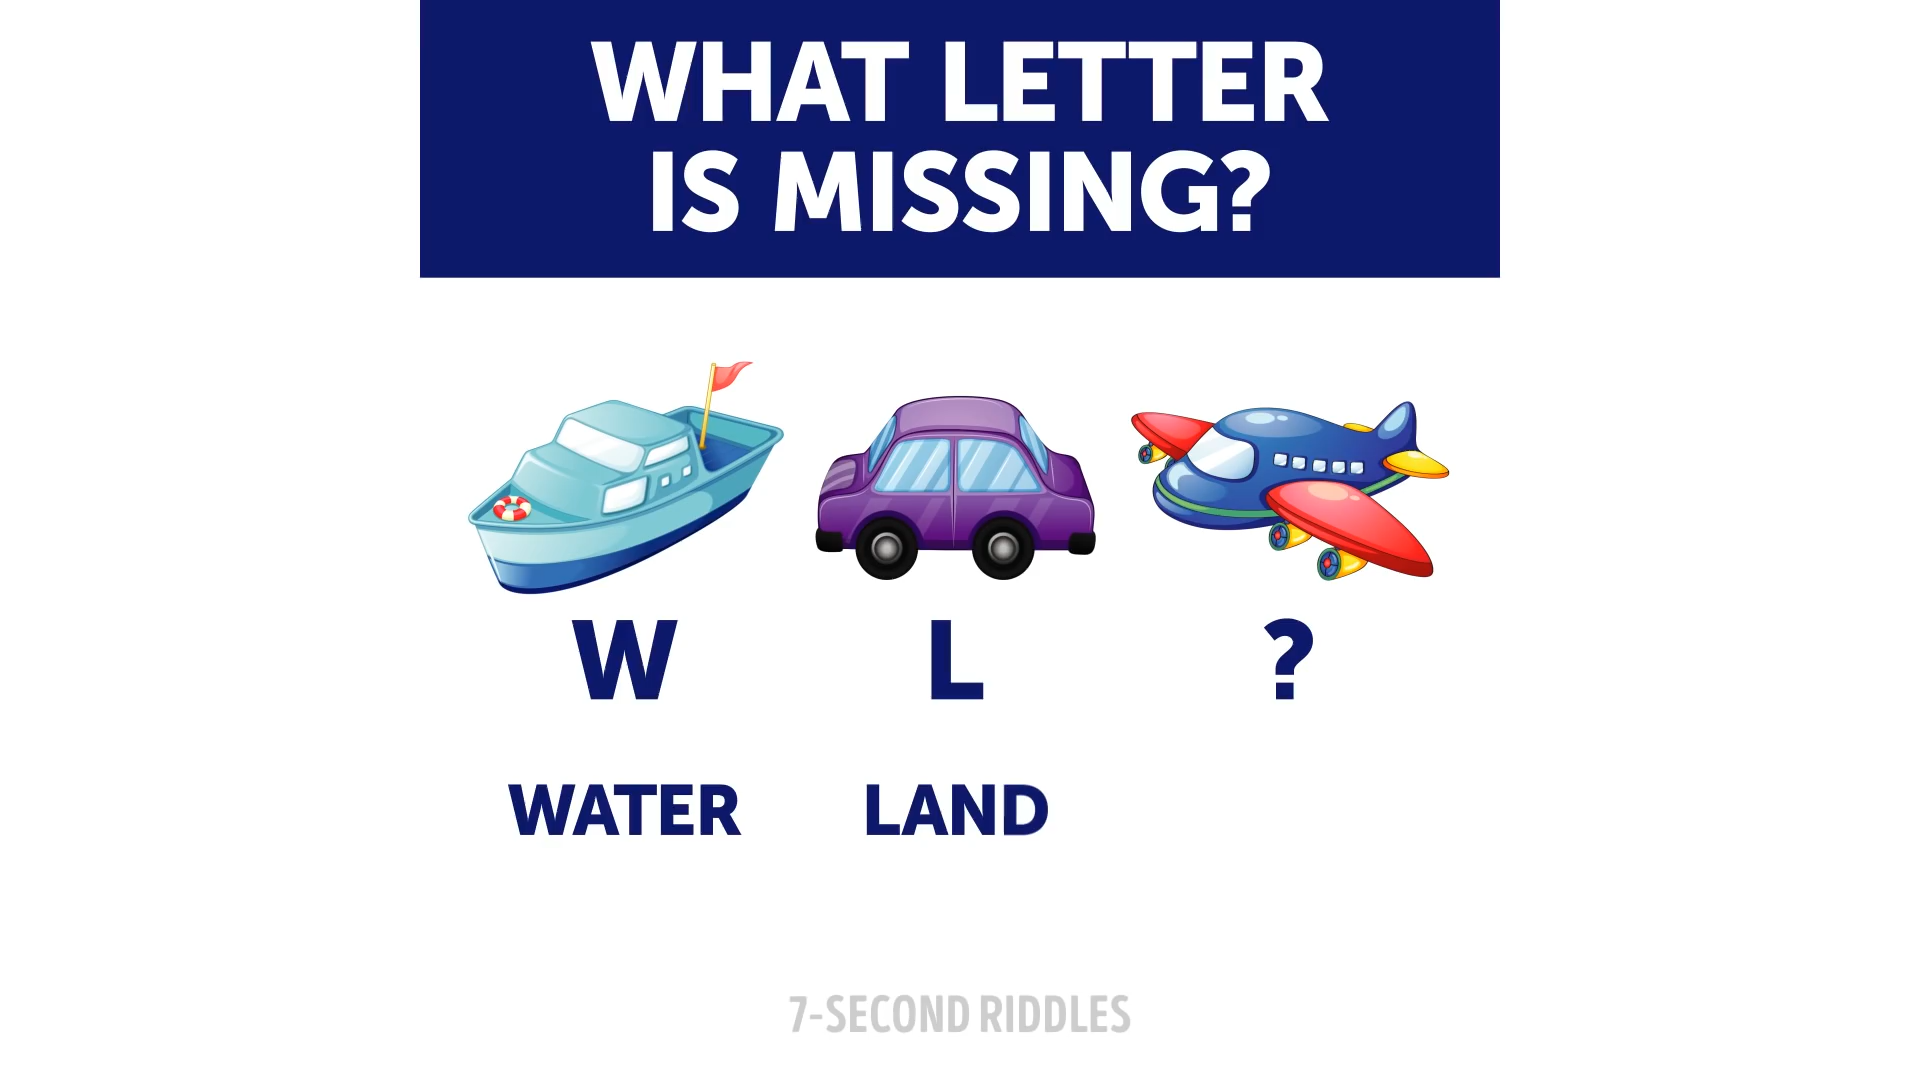 WHAT LETTER
IS MISSING?
W L ?
WATER LAND
7-SECOND RIDDLES